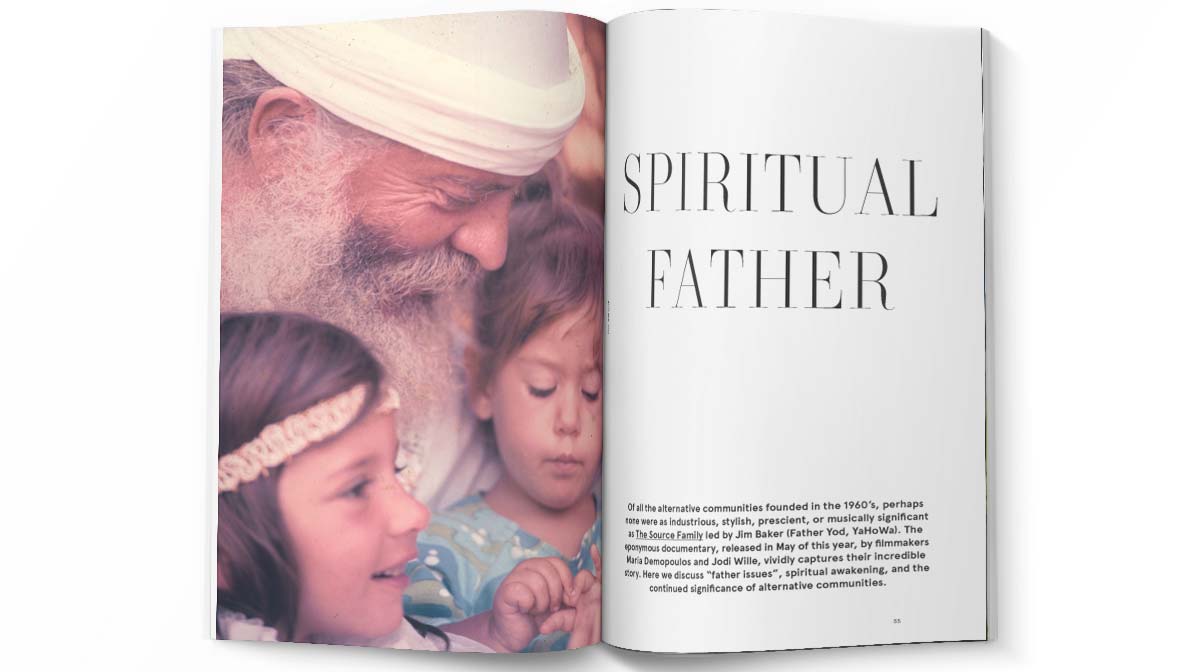 SPIRITUAL
FATHER
Of all the alternative communities founded in the 1960's, perhaps
none were as industrious, stylish, prescient, or musically significant
as The Source Family led by Jim Baker (Father Yod, YaHoWa). The
eponymous documentary, released in May of this year, by filmmakers
Maria Demopoulos and Jodi Wille, vividly captures their incredible
story. Here we discuss "father issues", spiritual awakening, and the
continued significance of alternative communities.